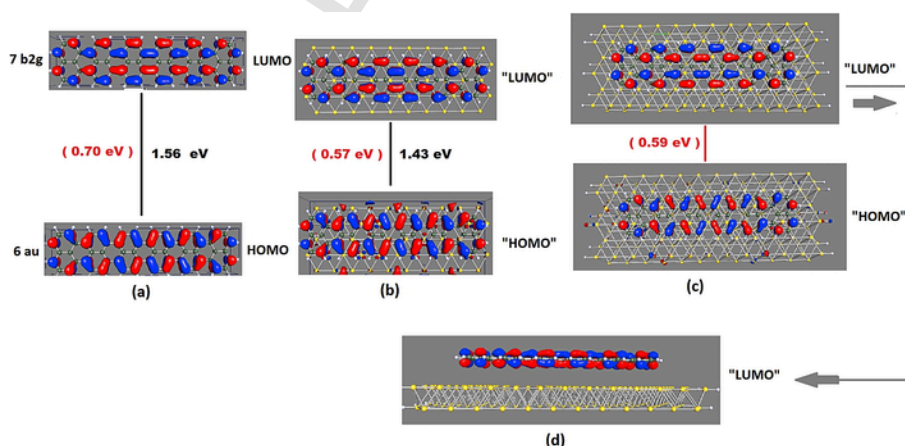 7 b2g
LUMO
( 0.70 eV )
1.56 eV
6 au
HOMO
(a)
"LUMO"
( 0.57 eV )
1.43 eV
"HOMO"
(b)
"LUMO"
( 0.59 eV )
"HOMO"
(c)
"LUMO"
(d)